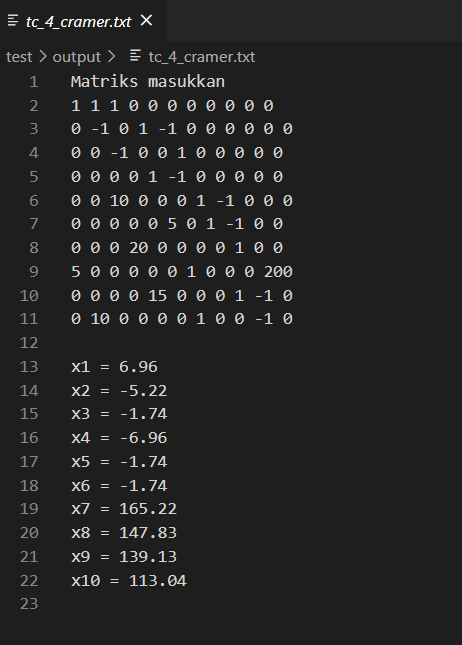 tc_4_cramer.txt
test > output > tc_4_cramer.txt
1 Matriks masukkan
2 1 1 1 0 0 0 0 0 0 0 0
3 0 -1 0 1 -1 0 0 0 0 0 0
4 0 0 -1 0 0 1 0 0 0 0 0
5 0 0 0 0 1 -1 0 0 0 0 0
6 0 0 10 0 0 0 1 -1 0 0 0
7 0 0 0 0 0 5 0 1 -1 0 0
8 0 0 0 20 0 0 0 0 1 0 0
9 5 0 0 0 0 0 1 0 0 0 200
10 0 0 0 0 15 0 0 0 1 -1 0
11 0 10 0 0 0 0 1 0 0 -1 0
12
13 x1 = 6.96
14 x2 = -5.22
15 x3 = -1.74
16 x4 = -6.96
17 x5 = -1.74
18 x6 = -1.74
19 x7 = 165.22
20 x8 = 147.83
21 x9 = 139.13
22 x10 = 113.04
23